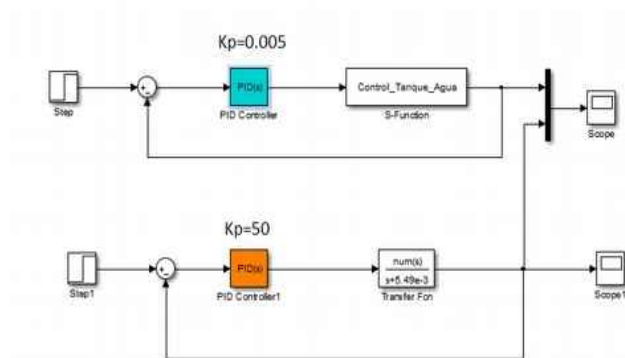 Kp=0.005
PID(s)
Control_Tanque_Agua
Step
PID Controller
S-Function
Scope
Kp=50
PID(s)
num(s)
s+5.49e-3
Step1
PID Controller1
Transfer Fcn
Scope1